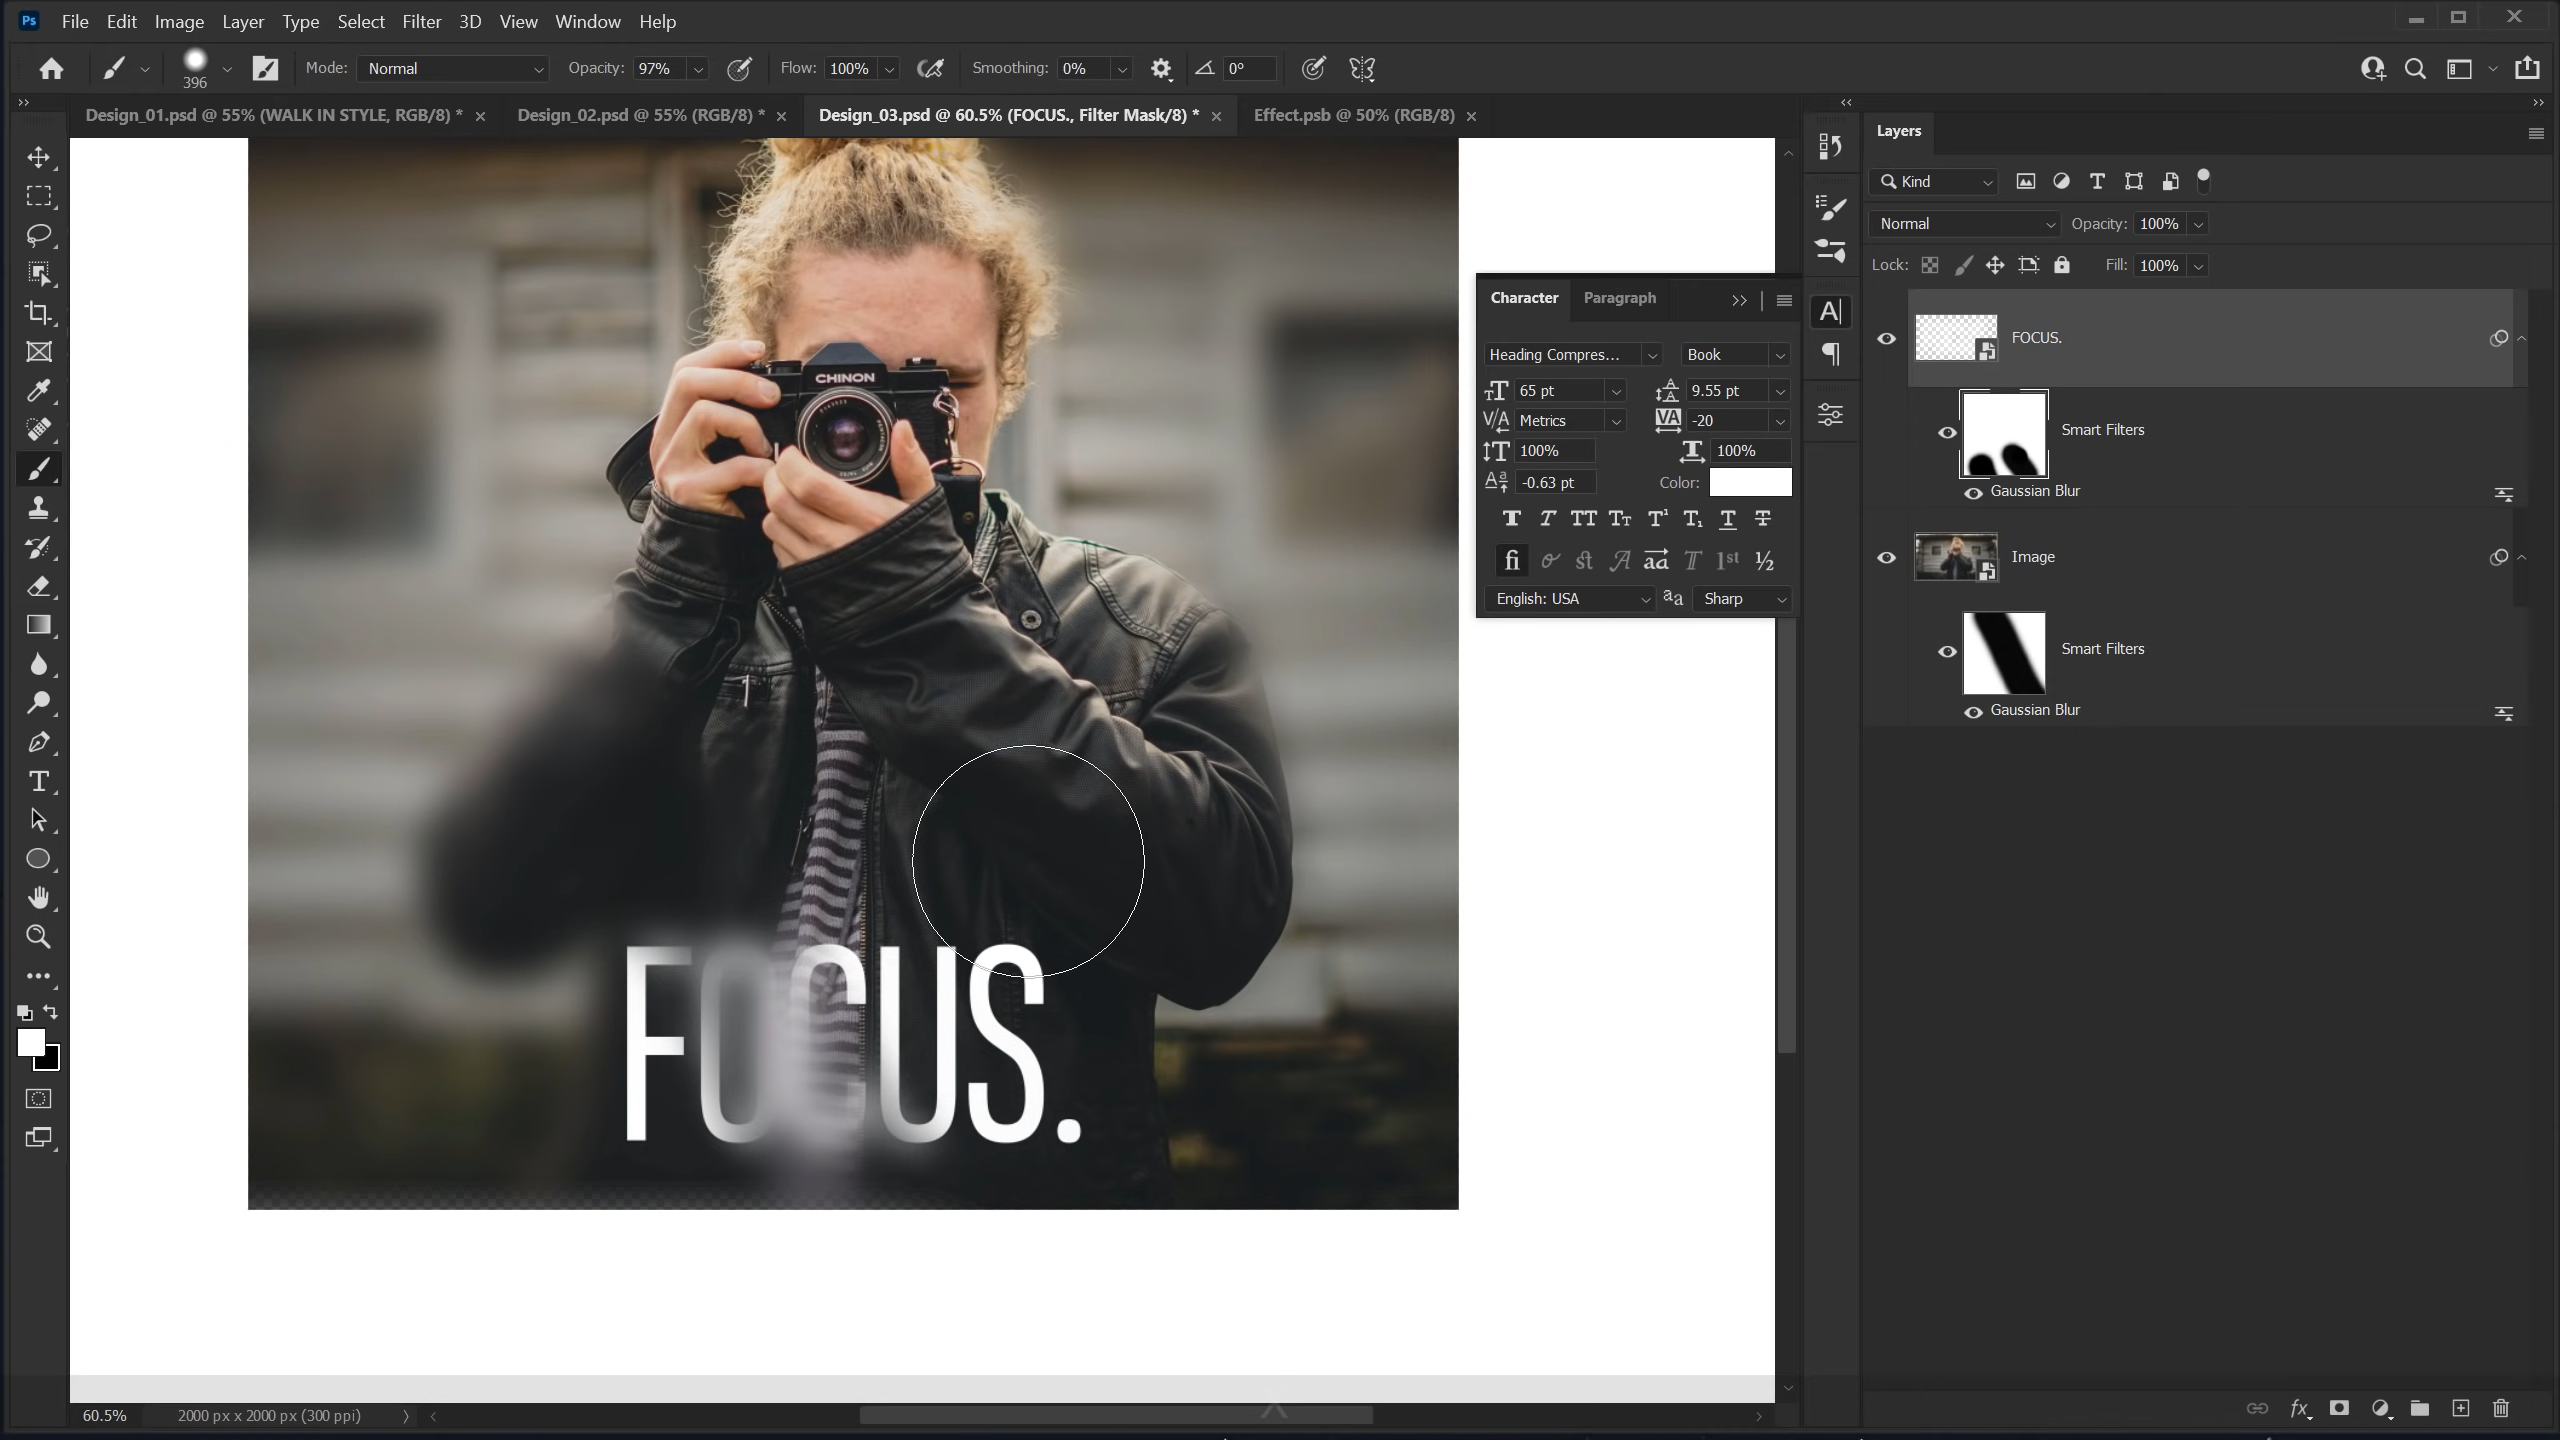 Ps File Edit Image Layer Type Select Filter 3D View Window Help
396 Mode: Normal Opacity: 97% Flow: 100% Smoothing: 0% 0°
Design_01.psd @ 55% (WALK IN STYLE, RGB/8) * Design_02.psd @ 55% (RGB/8) * Design_03.psd @ 60.5% (FOCUS., Filter Mask/8) * Effect.psb @ 50% (RGB/8)
CHINON
FOCUS.
Character Paragraph
Heading Compres... Book
65 pt 9.55 pt
Metrics -20
100% 100%
-0.63 pt Color:
English: USA aa Sharp
Layers
Kind
Normal Opacity: 100%
Lock: Fill: 100%
FOCUS.
Smart Filters
Gaussian Blur
Image
Smart Filters
Gaussian Blur
60.5% 2000 px x 2000 px (300 ppi)